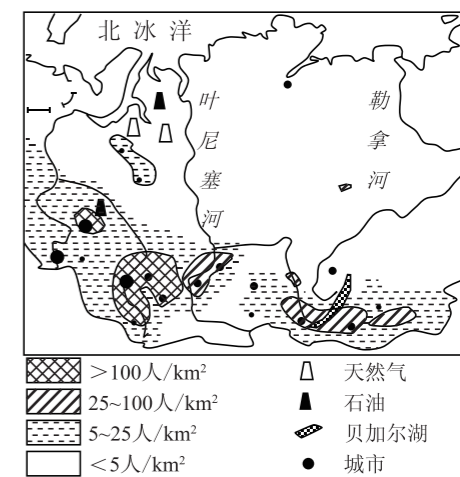 北冰洋
叶尼塞河
勒拿河
>100人/km²
25~100人/km²
5~25人/km²
<5人/km²
天然气
石油
贝加尔湖
城市